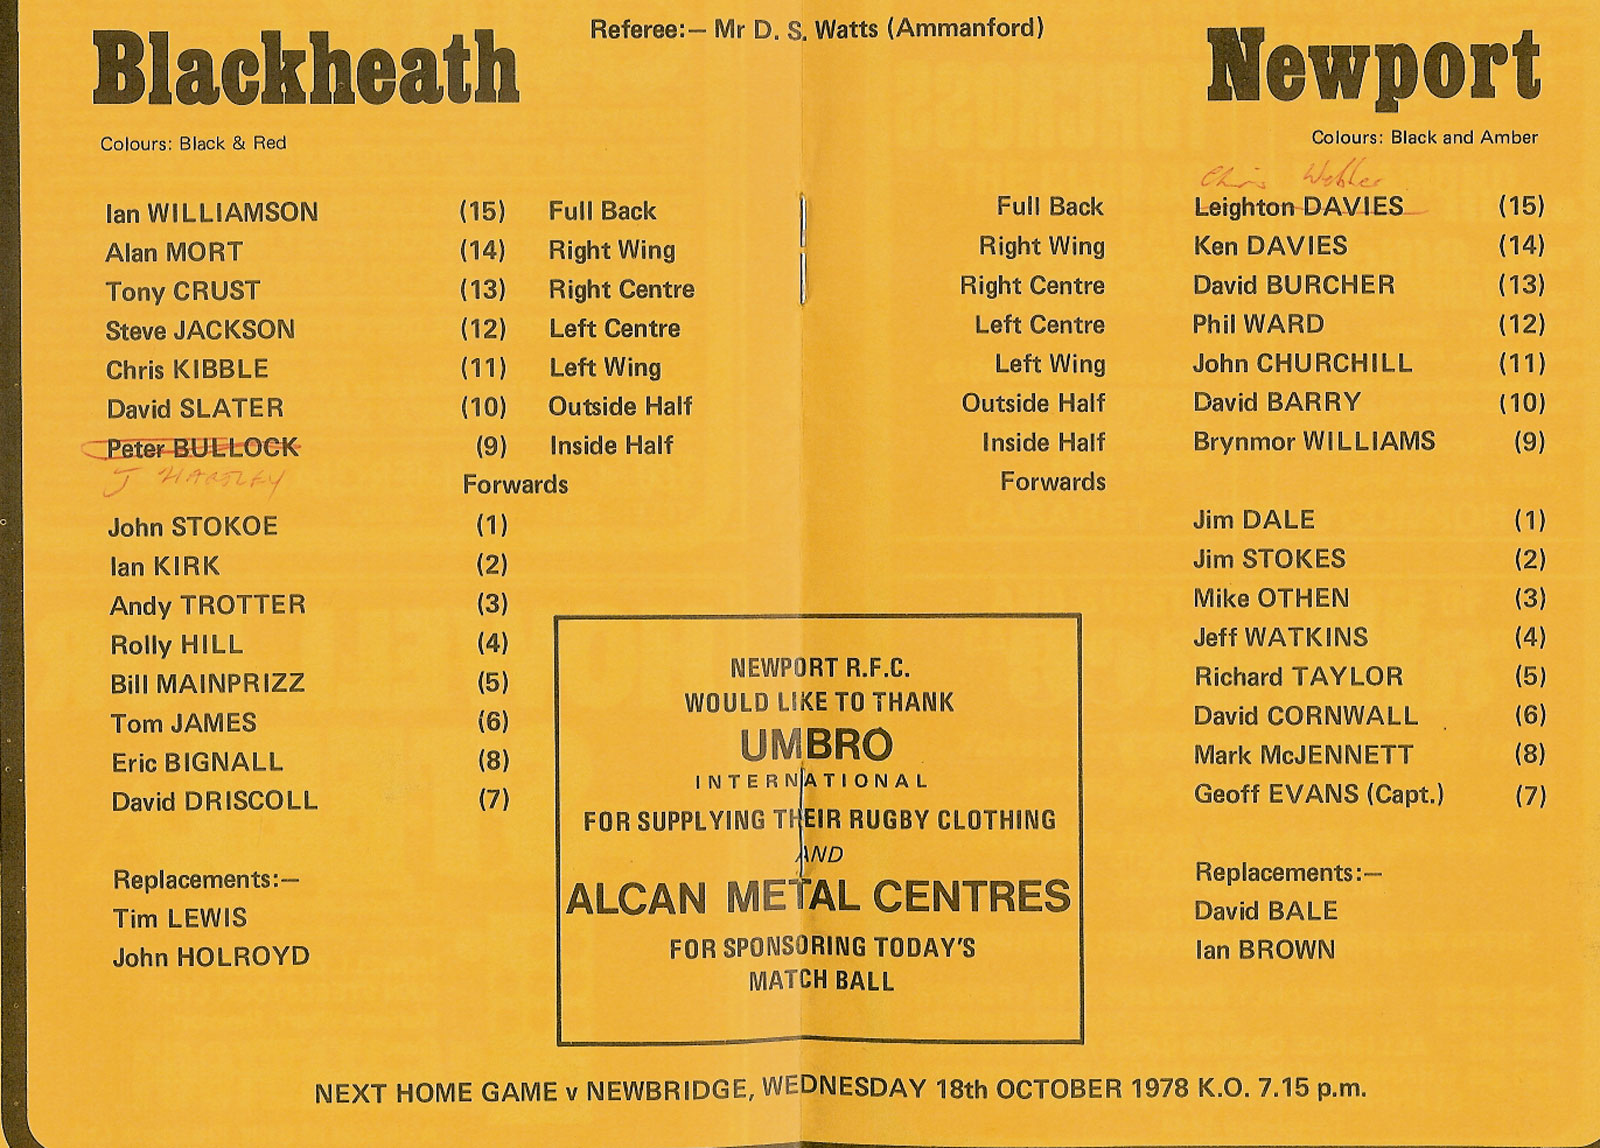 Referee:— Mr D. S. Watts (Ammanford)
Blackheath
Colours: Black & Red
Ian WILLIAMSON (15) Full Back
Alan MORT (14) Right Wing
Tony CRUST (13) Right Centre
Steve JACKSON (12) Left Centre
Chris KIBBLE (11) Left Wing
David SLATER (10) Outside Half
Peter BULLOCK (9) Inside Half
J HARTLEY
Forwards
John STOKOE (1)
Ian KIRK (2)
Andy TROTTER (3)
Rolly HILL (4)
Bill MAINPRIZZ (5)
Tom JAMES (6)
Eric BIGNALL (8)
David DRISCOLL (7)
Replacements:—
Tim LEWIS
John HOLROYD
Newport
Colours: Black and Amber
Chris Webber
Full Back Leighton DAVIES (15)
Right Wing Ken DAVIES (14)
Right Centre David BURCHER (13)
Left Centre Phil WARD (12)
Left Wing John CHURCHILL (11)
Outside Half David BARRY (10)
Inside Half Brynmor WILLIAMS (9)
Forwards
Jim DALE (1)
Jim STOKES (2)
Mike OTHEN (3)
Jeff WATKINS (4)
Richard TAYLOR (5)
David CORNWALL (6)
Mark McJENNETT (8)
Geoff EVANS (Capt.) (7)
Replacements:—
David BALE
Ian BROWN
NEWPORT R.F.C.
WOULD LIKE TO THANK
UMBRO
INTERNATIONAL
FOR SUPPLYING THEIR RUGBY CLOTHING
AND
ALCAN METAL CENTRES
FOR SPONSORING TODAY'S
MATCH BALL
NEXT HOME GAME v NEWBRIDGE, WEDNESDAY 18th OCTOBER 1978 K.O. 7.15 p.m.